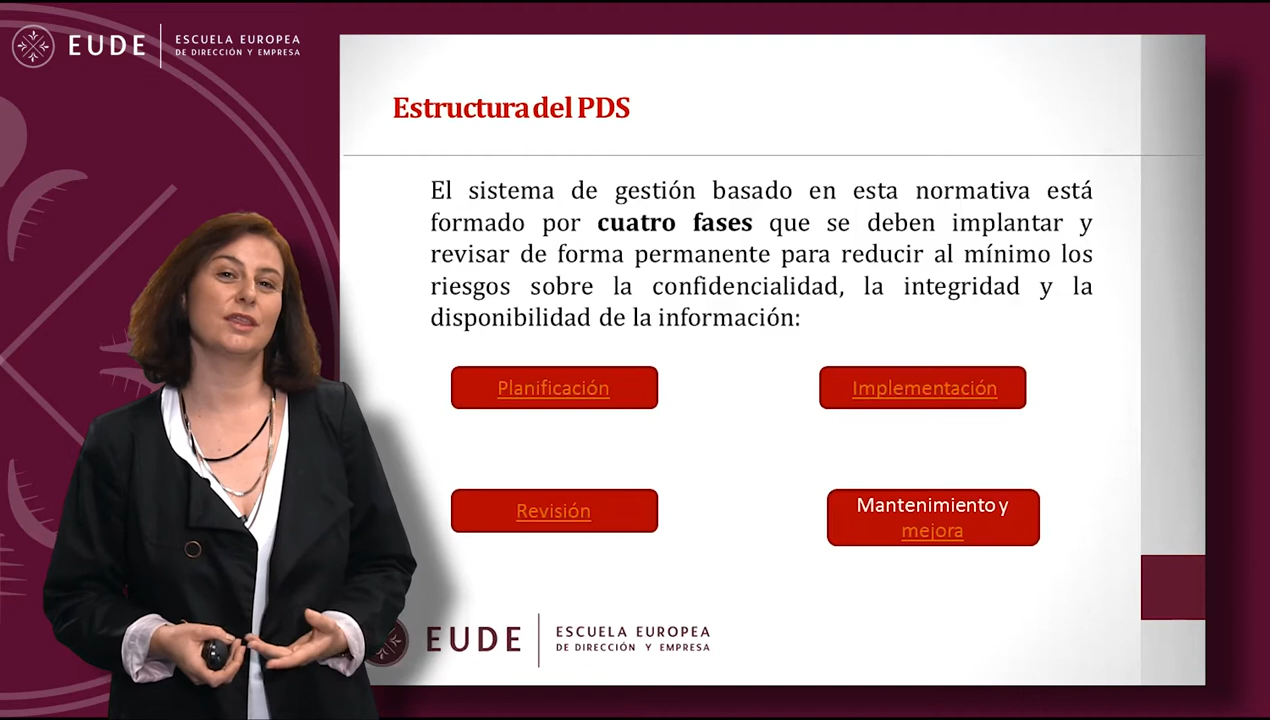 EUDE
ESCUELA EUROPEA
DE DIRECCIÓN Y EMPRESA
Estructura del PDS
El sistema de gestión basado en esta normativa está
formado por cuatro fases que se deben implantar y
revisar de forma permanente para reducir al mínimo los
riesgos sobre la confidencialidad, la integridad y la
disponibilidad de la información:
Planificación
Implementación
Revisión
Mantenimiento y
mejora
EUDE
ESCUELA EUROPEA
DE DIRECCIÓN Y EMPRESA